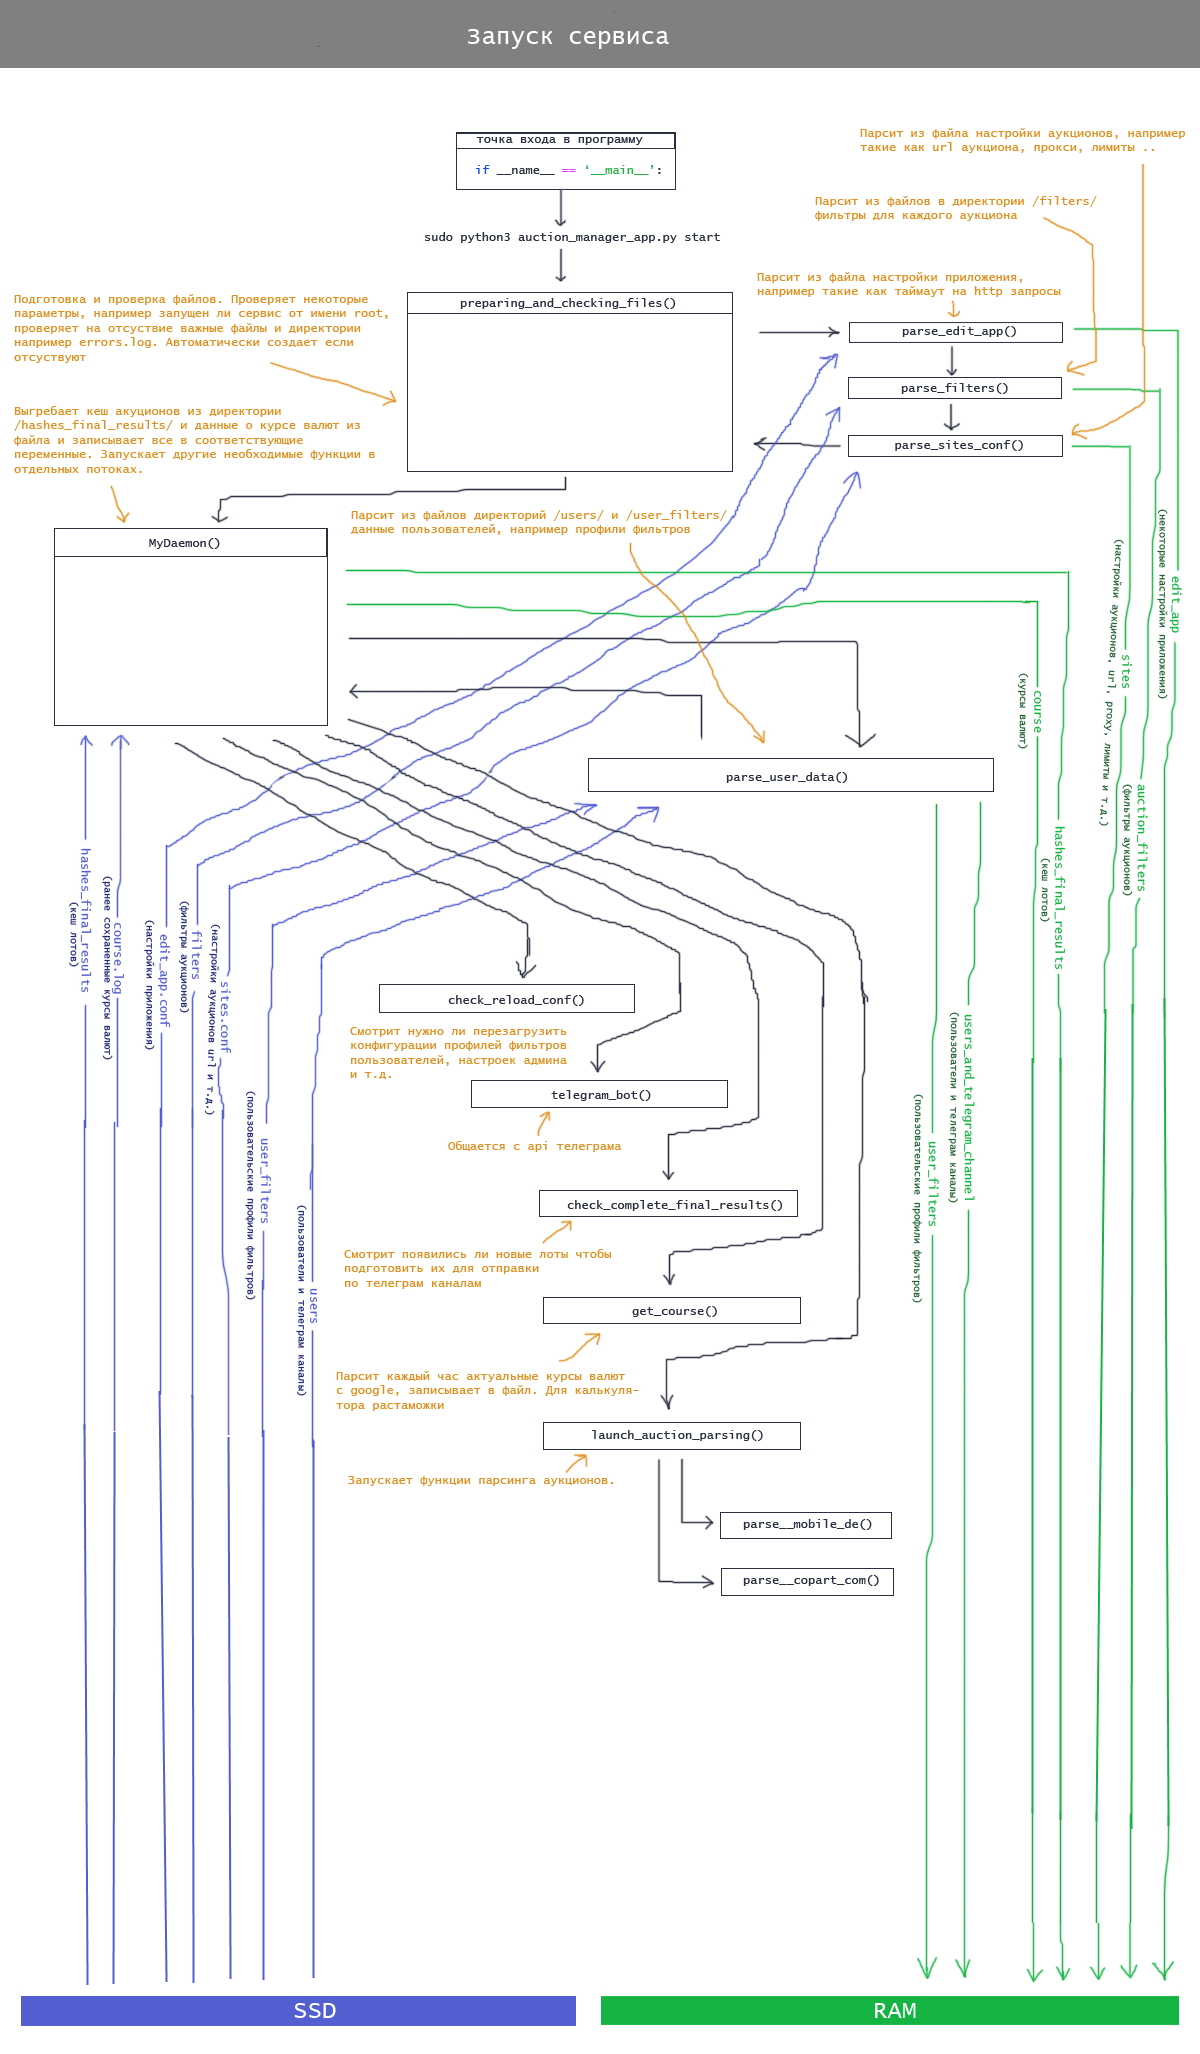 Запуск сервиса
точка входа в программу
if __name__ == ‘__main__’:
sudo python3 auction_manager_app.py start
Парсит из файла настройки аукционов, например
такие как url аукциона, прокси, лимиты ..
Парсит из файлов в директории /filters/
фильтры для каждого аукциона
Парсит из файла настройки приложения,
например такие как таймаут на http запросы
Подготовка и проверка файлов. Проверяет некоторые
параметры, например запущен ли сервис от имени root,
проверяет на отсуствие важные файлы и директории
например errors.log. Автоматически создает если
отсуствуют
preparing_and_checking_files()
parse_edit_app()
parse_filters()
parse_sites_conf()
Выгребает кеш акуционов из директории
/hashes_final_results/ и данные о курсе валют из
файла и записывает все в соответствующие
переменные. Запускает другие необходимые функции в
отдельных потоках.
Парсит из файлов директорий /users/ и /user_filters/
данные пользователей, например профили фильтров
MyDaemon()
parse_user_data()
edit_app
(некоторые настройки приложения)
sites
(настройки аукционов, url, proxy, лимиты и т.д.)
course
(курсы валют)
auction_filters
(фильтры аукционов)
hashes_final_results
(кеш лотов)
users_and_telegram_channel
(пользователи и телеграм каналы)
user_filters
(пользовательские профили фильтров)
hashes_final_results
(кеш лотов)
course.log
(ранее сохраненные курсы валют)
edit_app.conf
(настройки приложения)
filters
(фильтры аукционов)
sites.conf
(настройки аукционов url и т.д.)
user_filters
(пользовательские профили фильтров)
users
(пользователи и телеграм каналы)
check_reload_conf()
Смотрит нужно ли перезагрузить
конфигурации профилей фильтров
пользователей, настроек админа
и т.д.
telegram_bot()
Общается с api телеграма
check_complete_final_results()
Смотрит появились ли новые лоты чтобы
подготовить их для отправки
по телеграм каналам
get_course()
Парсит каждый час актуальные курсы валют
с google, записывает в файл. Для калькуля-
тора растаможки
launch_auction_parsing()
Запускает функции парсинга аукционов.
parse__mobile_de()
parse__copart_com()
SSD
RAM